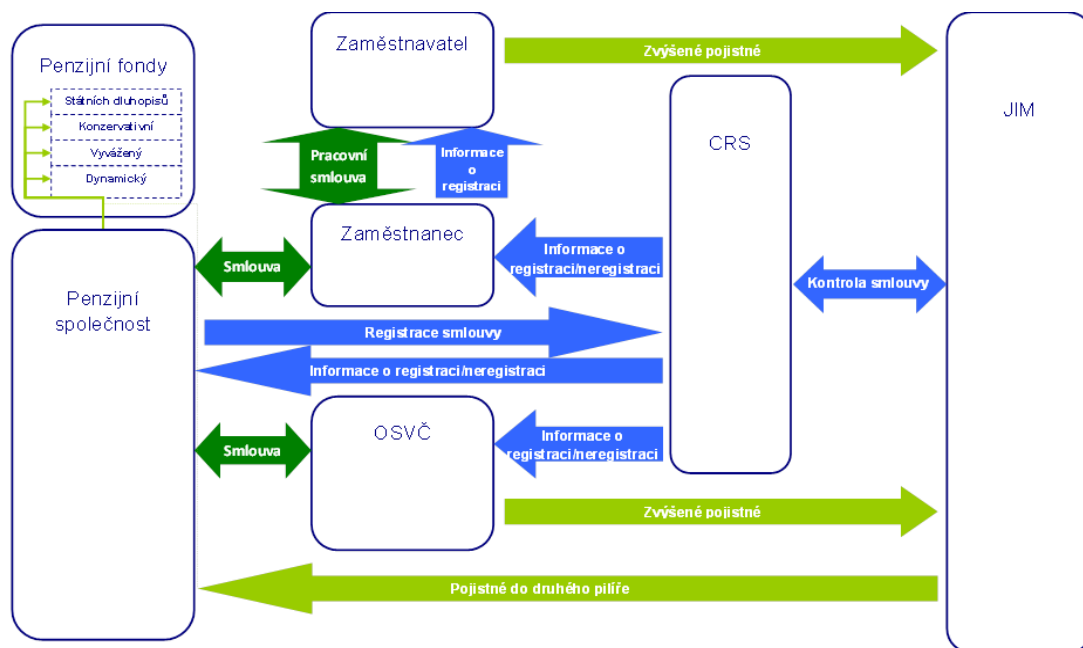 Penzijní fondy
Státních dluhopisů
Konzervativní
Vyvážený
Dynamický
Zaměstnavatel
Zvýšené pojistné
JIM
CRS
Pracovní
smlouva
Informace
o
registraci
Zaměstnanec
Smlouva
Informace o
registraci/neregistraci
Kontrola smlouvy
Penzijní
společnost
Registrace smlouvy
Informace o registraci/neregistraci
OSVČ
Smlouva
Informace o
registraci/neregistraci
Zvýšené pojistné
Pojistné do druhého pilíře